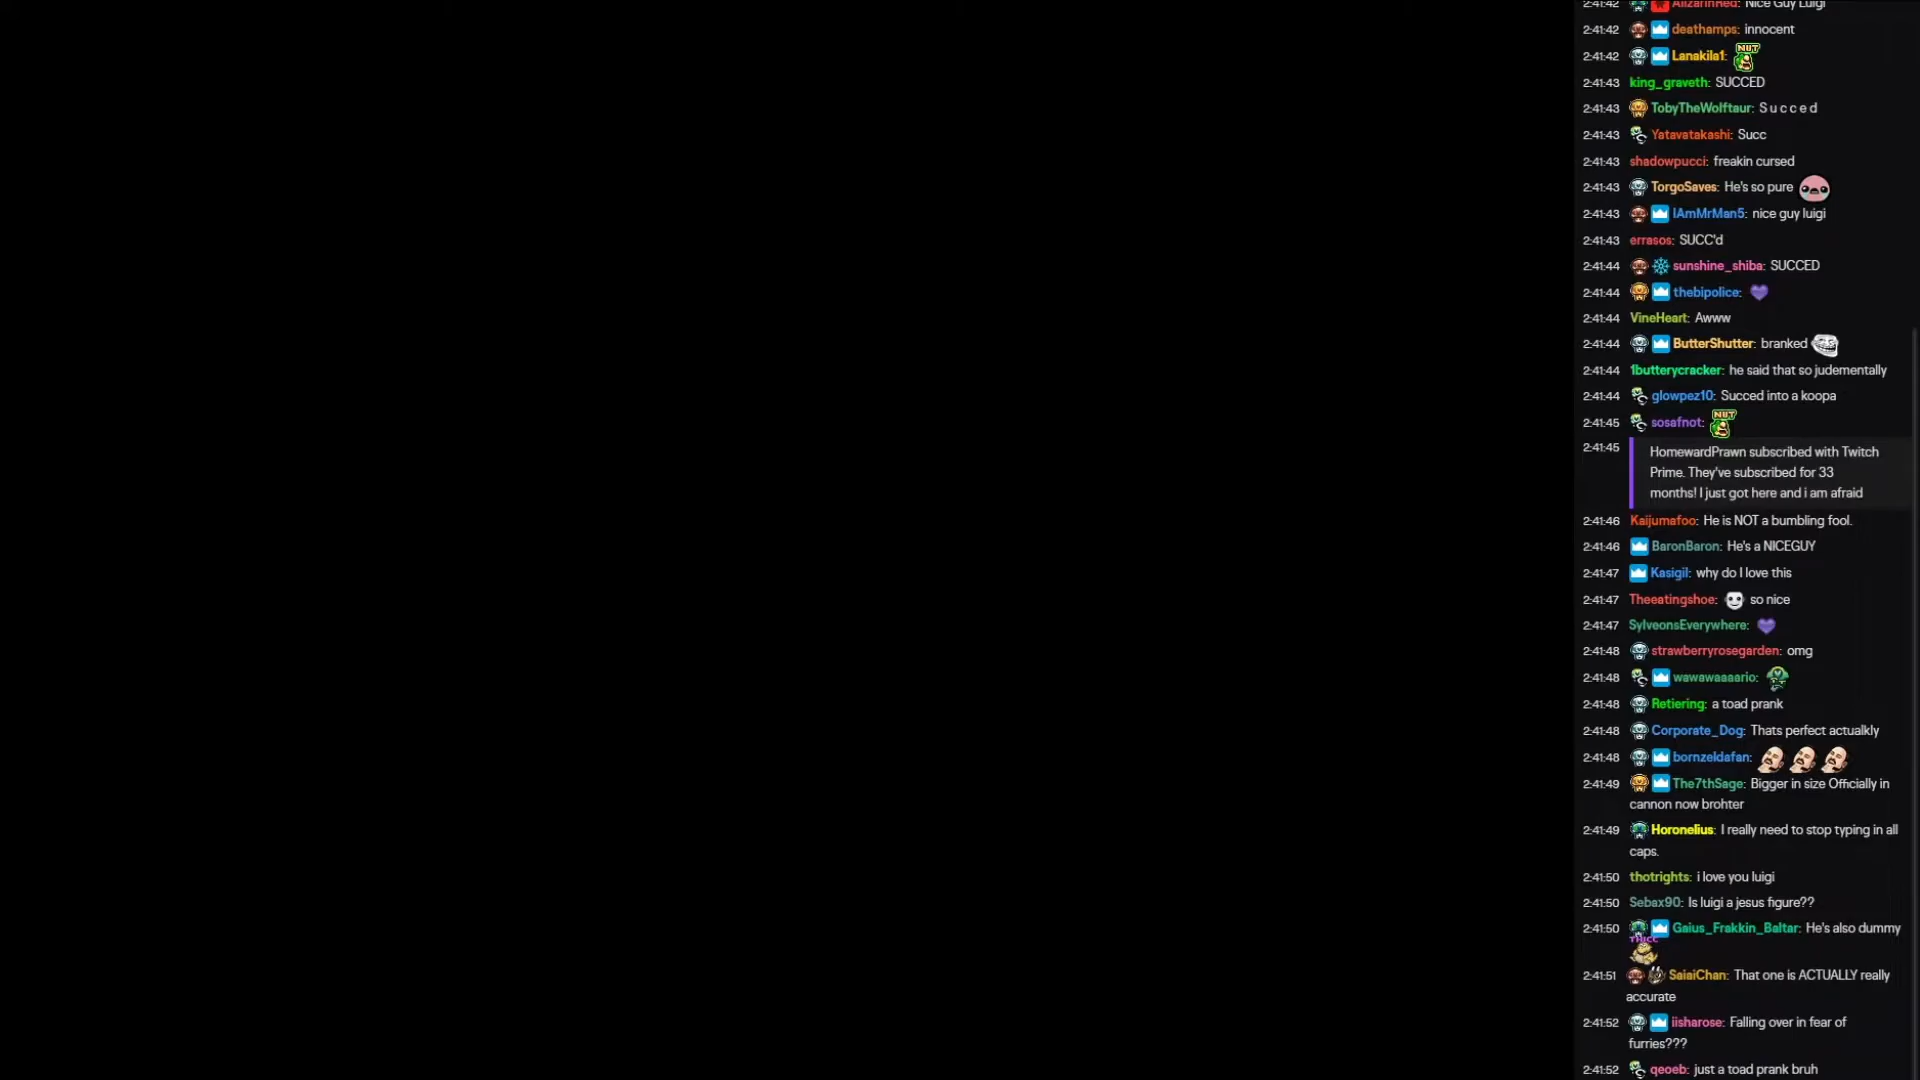 2:41:42 AlizarinRed: Nice Guy Luigi
2:41:42 deathamps: innocent
2:41:42 Lanakila1: NUT
2:41:43 king_graveth: SUCCED
2:41:43 TobyTheWolftaur: S u c c e d
2:41:43 Yatavatakashi: Succ
2:41:43 shadowpucci: freakin cursed
2:41:43 TorgoSaves: He's so pure
2:41:43 IAmMrMan5: nice guy luigi
2:41:43 errasos: SUCC'd
2:41:44 sunshine_shiba: SUCCED
2:41:44 thebipolice:
2:41:44 VineHeart: Awww
2:41:44 ButterShutter: branked
2:41:44 1butterycracker: he said that so judementally
2:41:44 glowpez10: Succed into a koopa
2:41:45 sosafnot: NUT
2:41:45 HomewardPrawn subscribed with Twitch
Prime. They've subscribed for 33
months! I just got here and i am afraid
2:41:46 Kaijumafoo: He is NOT a bumbling fool.
2:41:46 BaronBaron: He's a NICEGUY
2:41:47 Kasigil: why do I love this
2:41:47 Theeatingshoe: so nice
2:41:47 SylveonsEverywhere:
2:41:48 strawberryrosegarden: omg
2:41:48 wawawaaaario:
2:41:48 Retiering: a toad prank
2:41:48 Corporate_Dog: Thats perfect actualkly
2:41:48 bornzeldafan:
2:41:49 The7thSage: Bigger in size Officially in
cannon now brohter
2:41:49 Horonelius: I really need to stop typing in all
caps.
2:41:50 thotrights: i love you luigi
2:41:50 Sebax90: Is luigi a jesus figure??
2:41:50 Gaius_Frakkin_Baltar: He's also dummy
THICC
2:41:51 SaiaiChan: That one is ACTUALLY really
accurate
2:41:52 iisharose: Falling over in fear of
furries???
2:41:52 qeoeb: just a toad prank bruh